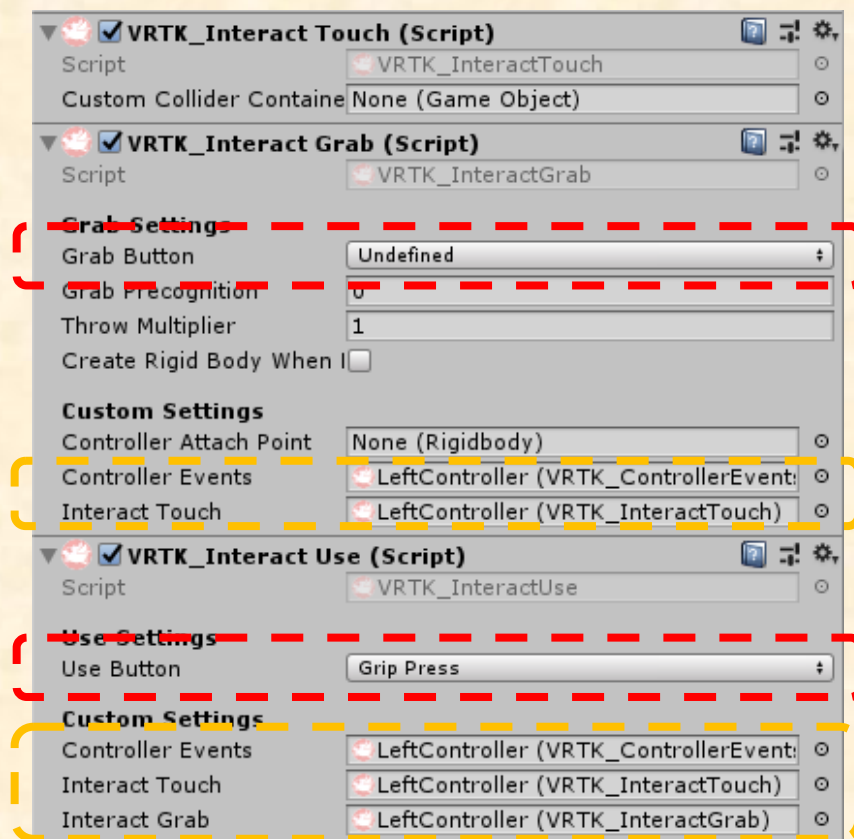 VRTK_Interact Touch (Script)
Script VRTK_InteractTouch
Custom Collider Containe None (Game Object)
VRTK_Interact Grab (Script)
Script VRTK_InteractGrab
Grab Settings
Grab Button Undefined
Grab Precognition 0
Throw Multiplier 1
Create Rigid Body When I
Custom Settings
Controller Attach Point None (Rigidbody)
Controller Events LeftController (VRTK_ControllerEvents
Interact Touch LeftController (VRTK_InteractTouch)
VRTK_Interact Use (Script)
Script VRTK_InteractUse
Use Settings
Use Button Grip Press
Custom Settings
Controller Events LeftController (VRTK_ControllerEvents
Interact Touch LeftController (VRTK_InteractTouch)
Interact Grab LeftController (VRTK_InteractGrab)